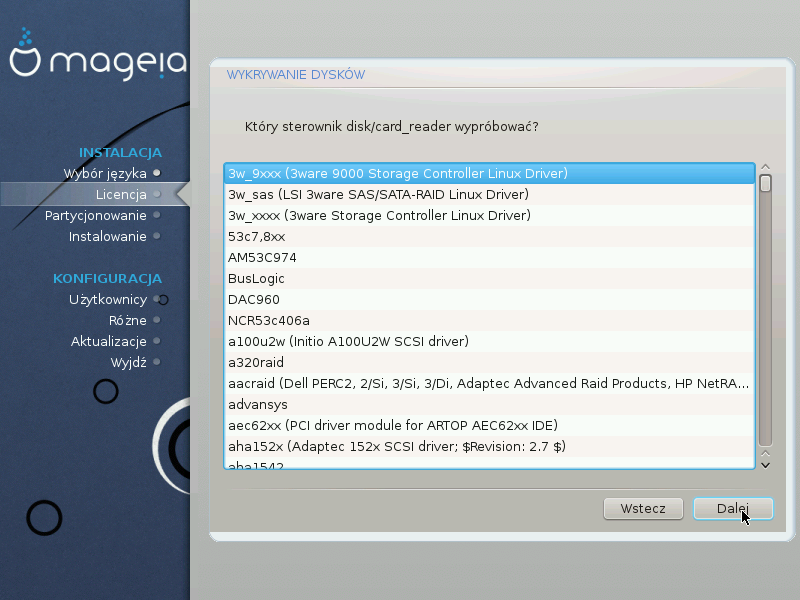 mageia
INSTALACJA
Wybór języka
Licencja
Partycjonowanie
Instalowanie
KONFIGURACJA
Użytkownicy
Różne
Aktualizacje
Wyjdź
WYKRYWANIE DYSKÓW
Który sterownik disk/card_reader wypróbować?
3w_9xxx (3ware 9000 Storage Controller Linux Driver)
3w_sas (LSI 3ware SAS/SATA-RAID Linux Driver)
3w_xxxx (3ware Storage Controller Linux Driver)
53c7,8xx
AM53C974
BusLogic
DAC960
NCR53c406a
a100u2w (Initio A100U2W SCSI driver)
a320raid
aacraid (Dell PERC2, 2/Si, 3/Si, 3/Di, Adaptec Advanced Raid Products, HP NetRA...
advansys
aec62xx (PCI driver module for ARTOP AEC62xx IDE)
aha152x (Adaptec 152x SCSI driver; $Revision: 2.7 $)
aha1542
Wstecz
Dalej